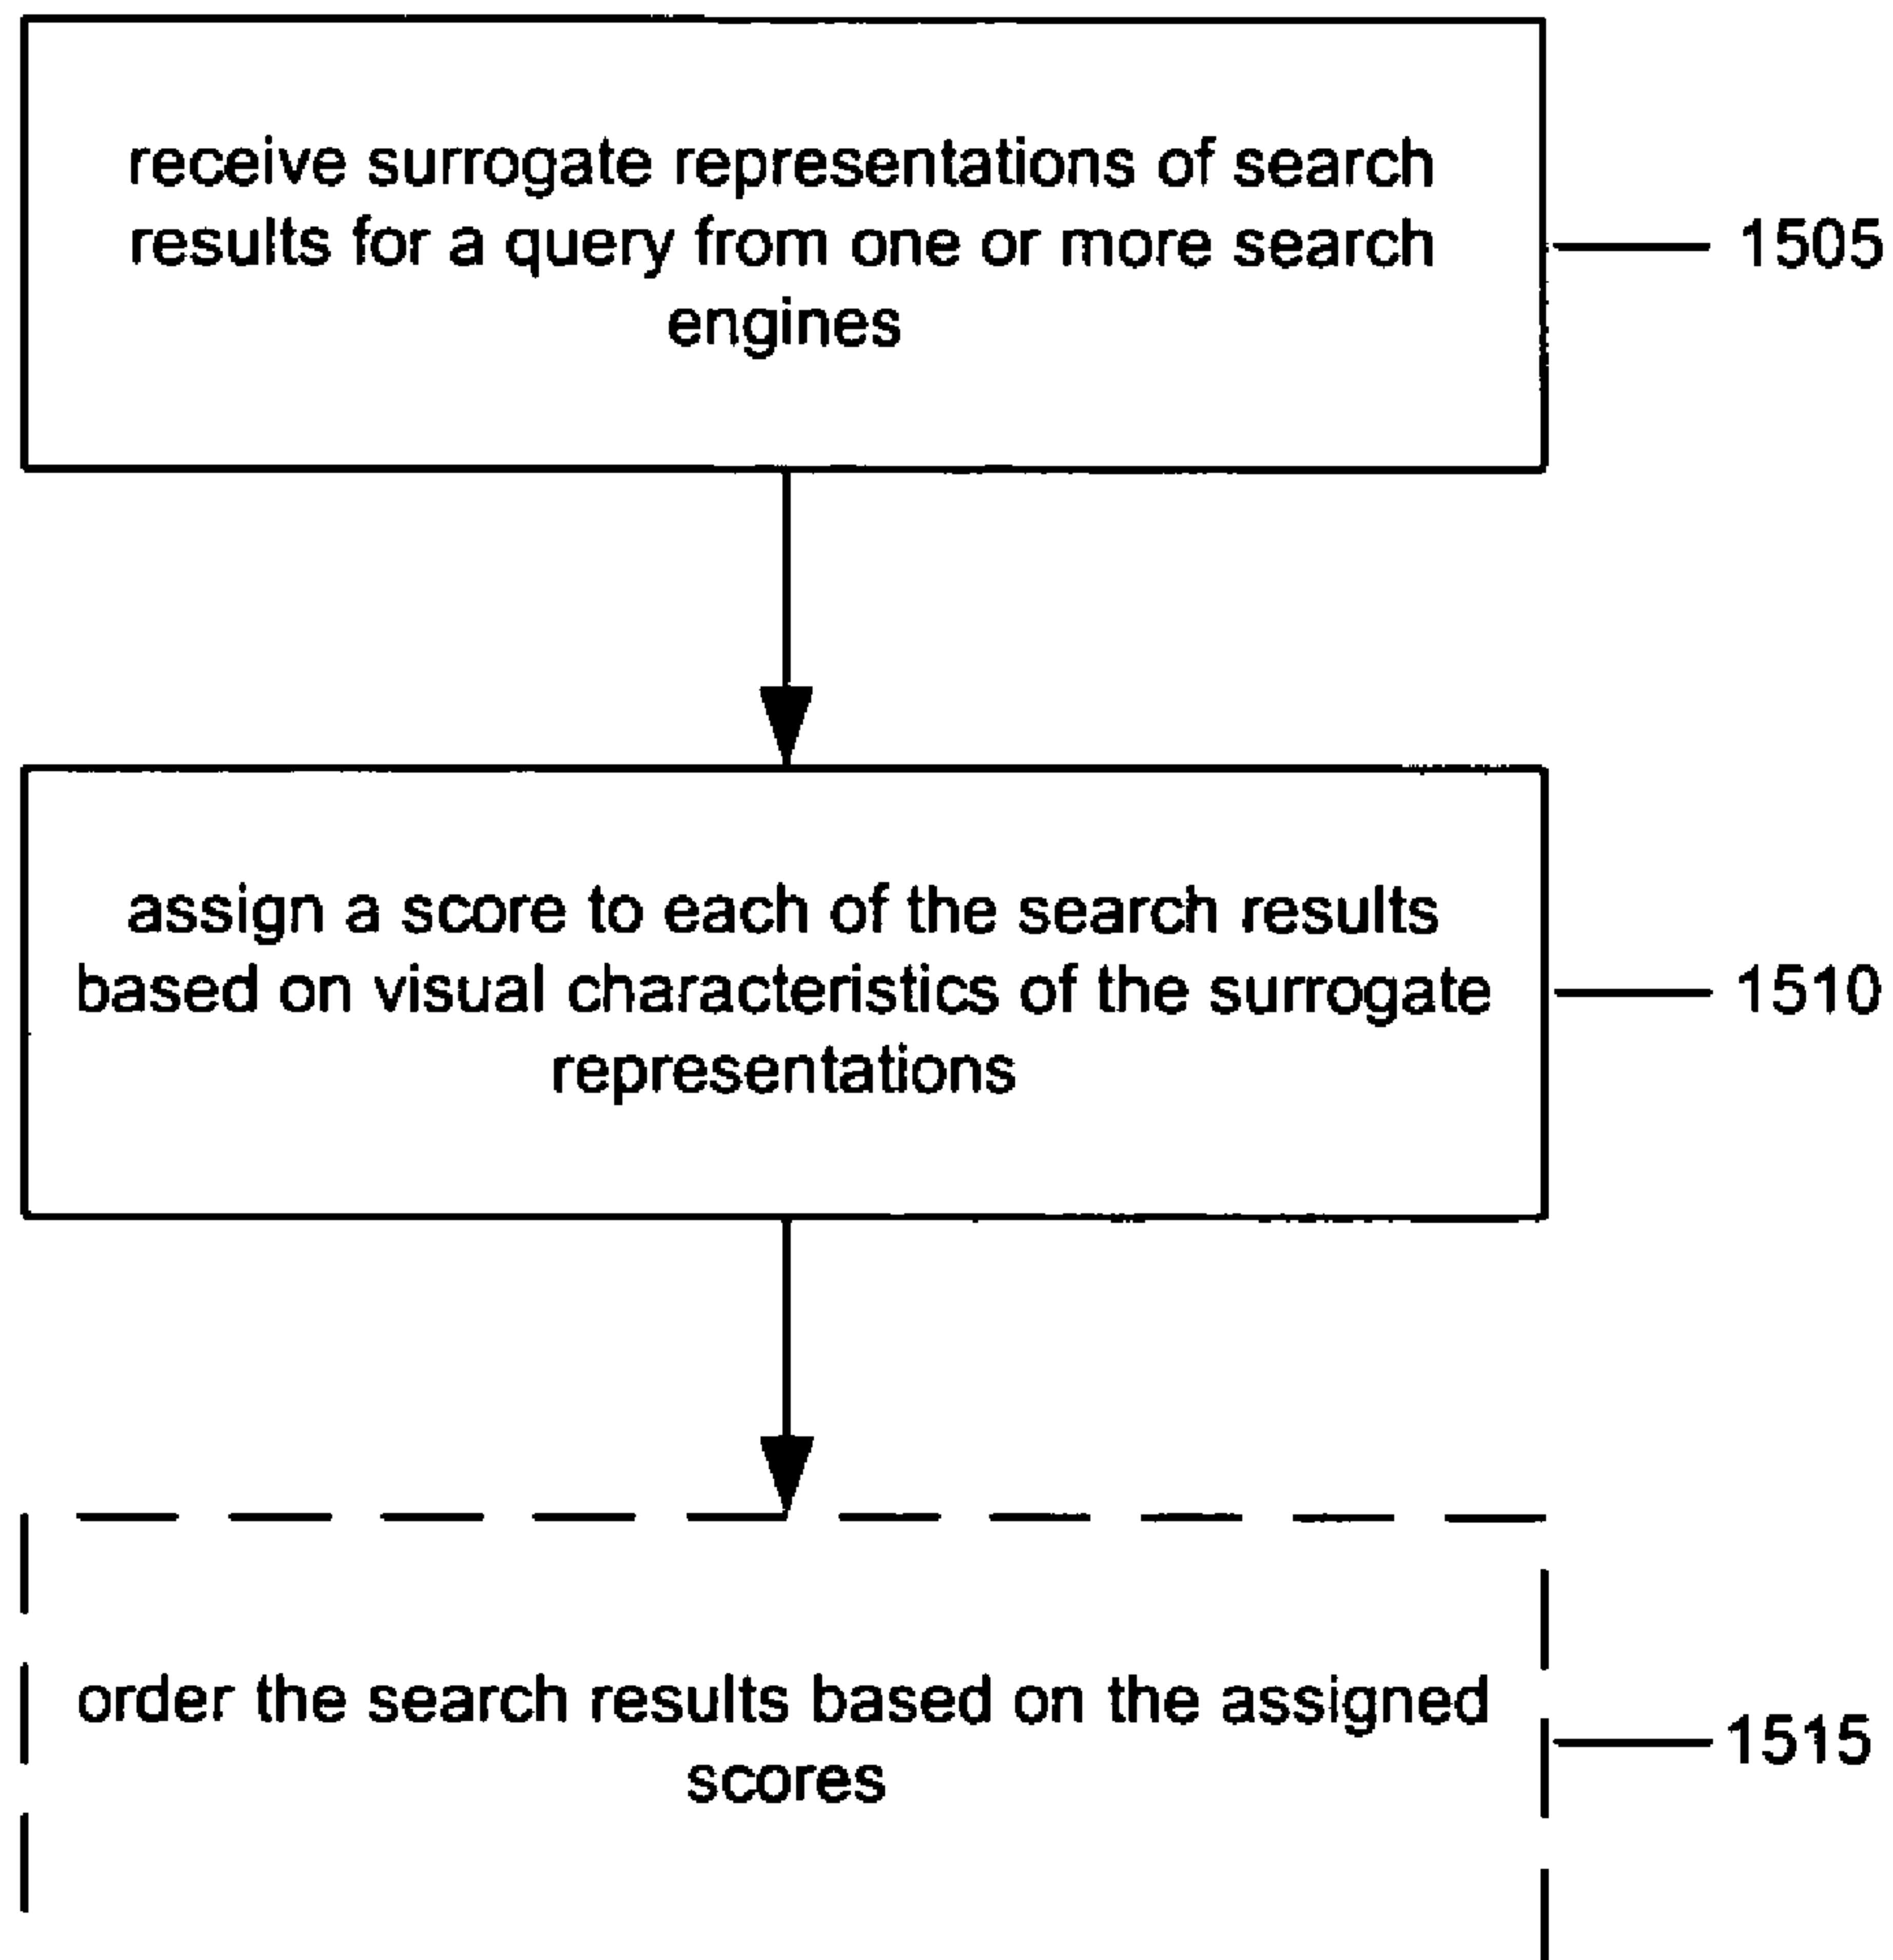 receive surrogate representations of search
results for a query from one or more search
engines
1505
assign a score to each of the search results
based on visual characteristics of the surrogate
representations
1510
order the search results based on the assigned
scores
1515